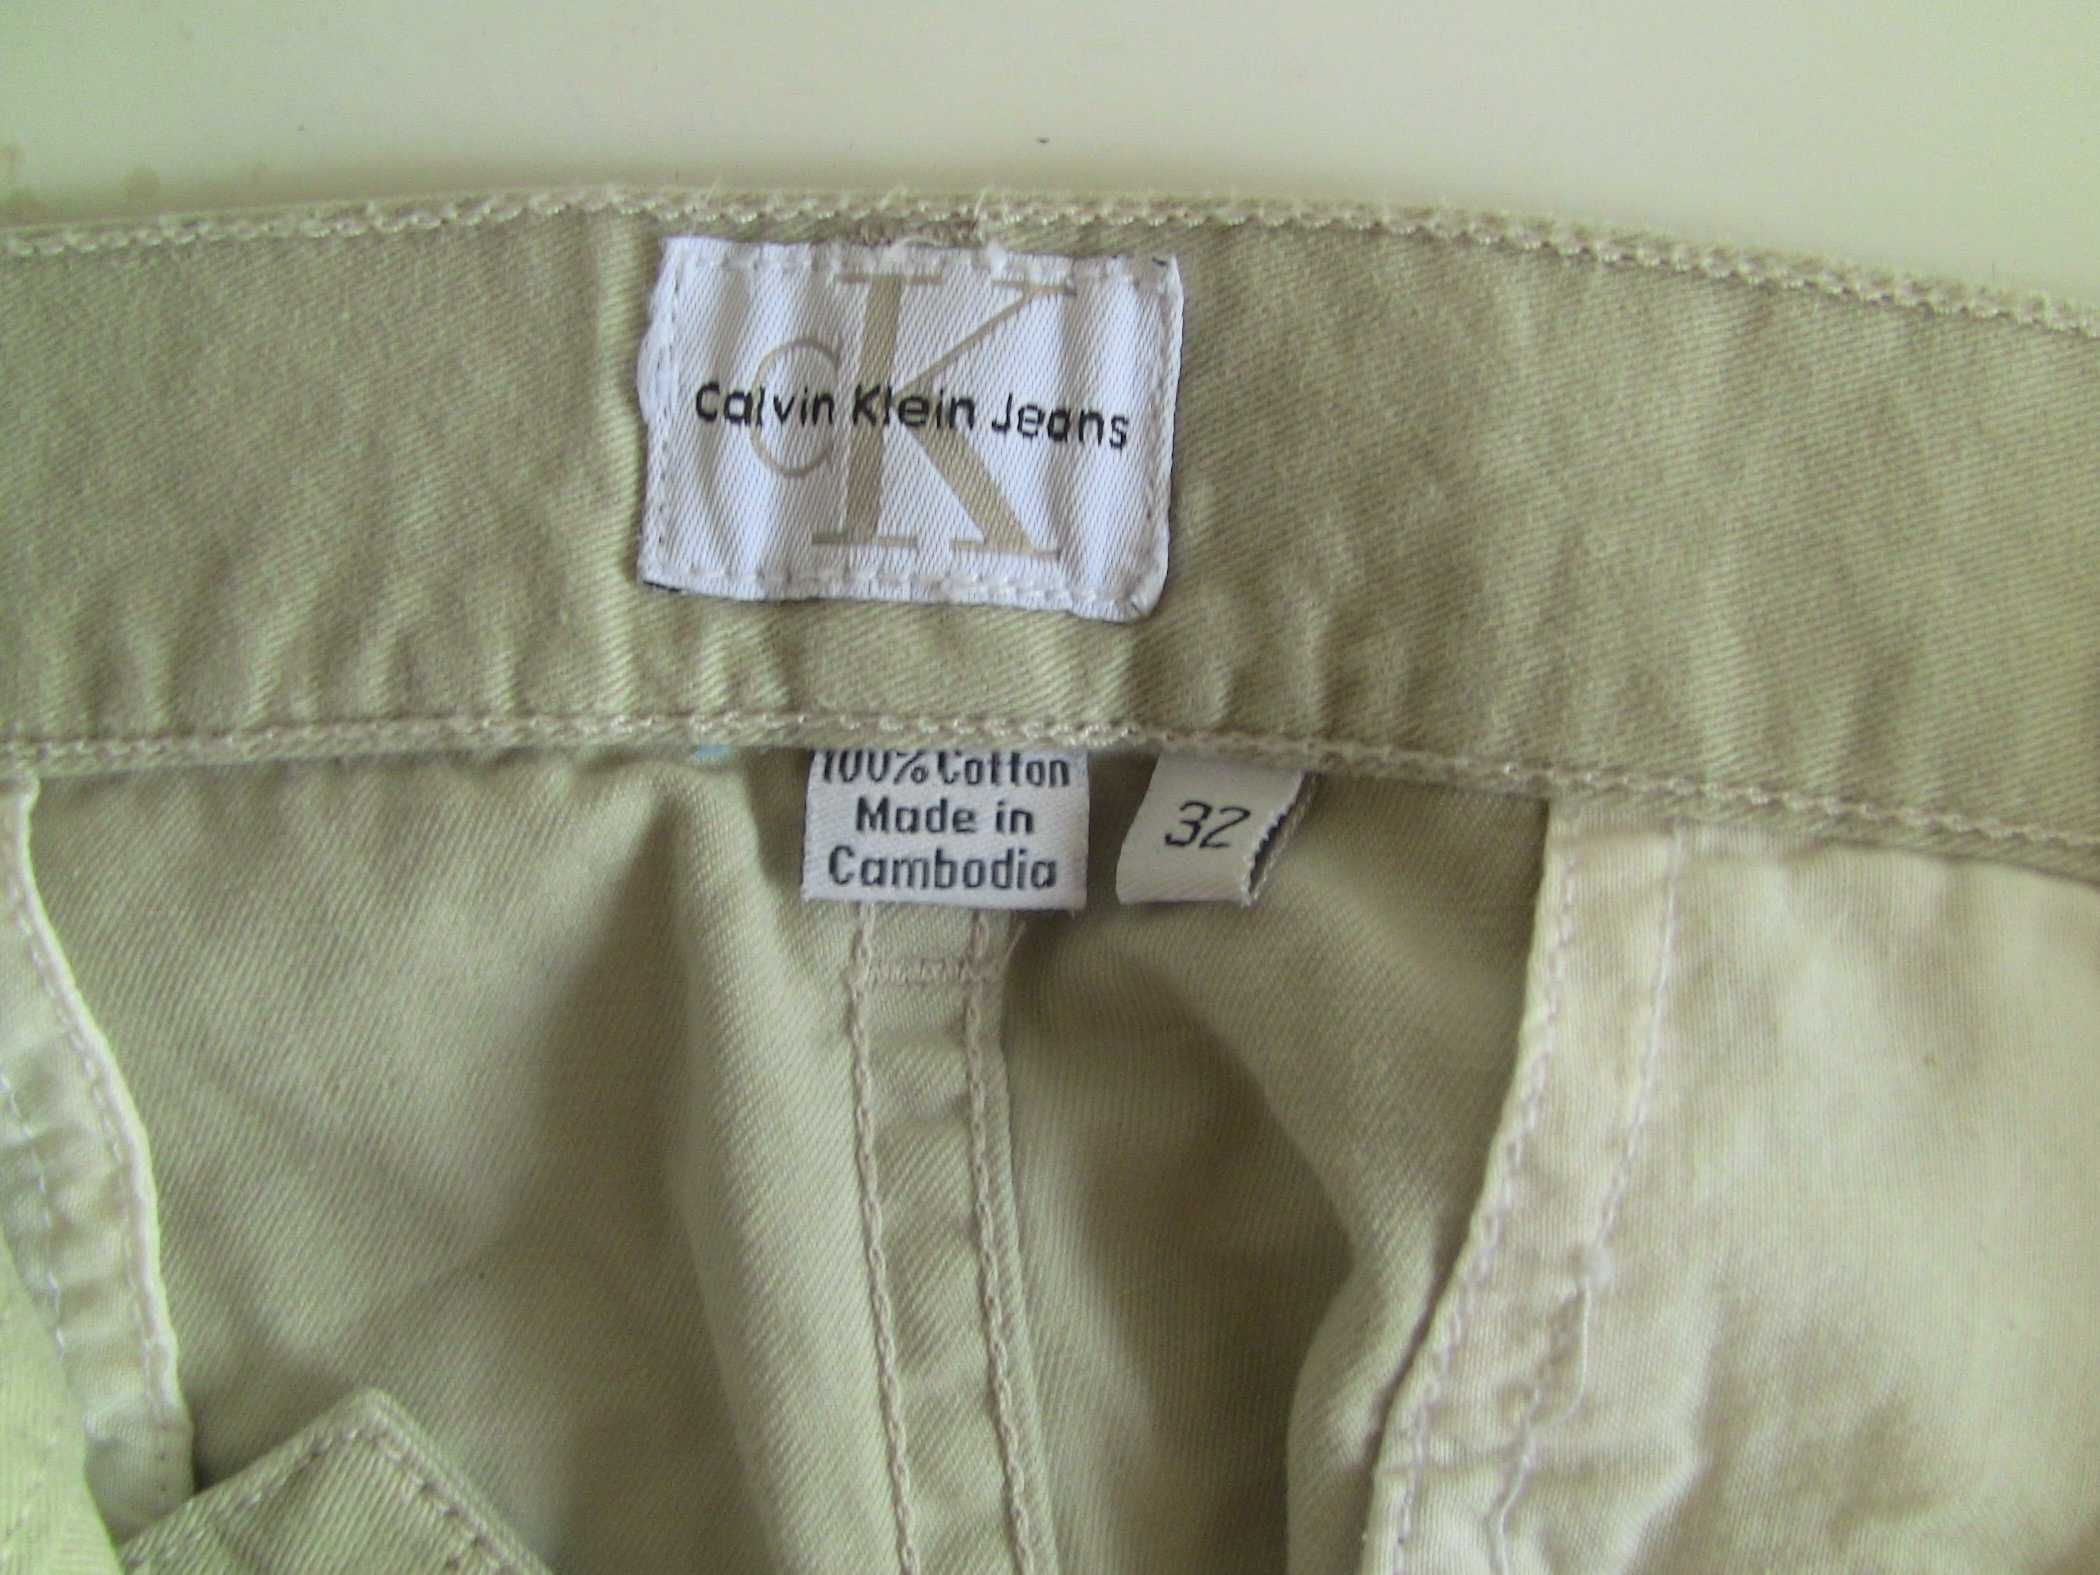 CK
Calvin Klein Jeans
100% Cotton
Made in
Cambodia
32